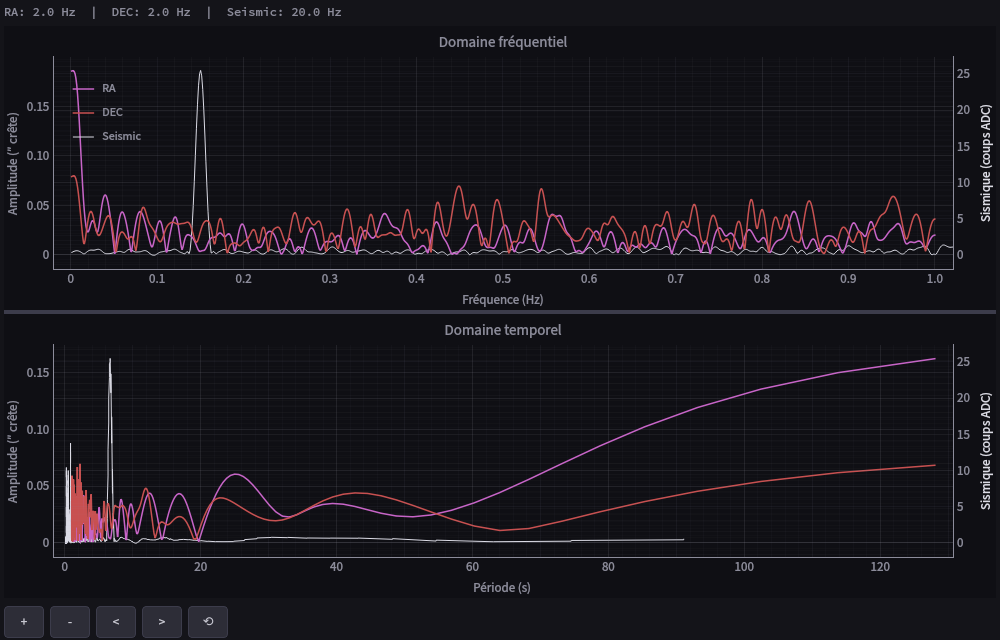 RA: 2.0 Hz | DEC: 2.0 Hz | Seismic: 20.0 Hz
Domaine fréquentiel
Amplitude (" crête)
0.15
0.10
0.05
0
RA
DEC
Seismic
25
20
15
10
5
0
Sismique (coups ADC)
0 0.1 0.2 0.3 0.4 0.5 0.6 0.7 0.8 0.9 1.0
Fréquence (Hz)
Domaine temporel
Amplitude (" crête)
0.15
0.10
0.05
0
25
20
15
10
5
0
Sismique (coups ADC)
0 20 40 60 80 100 120
Période (s)
+ - < > ⟲